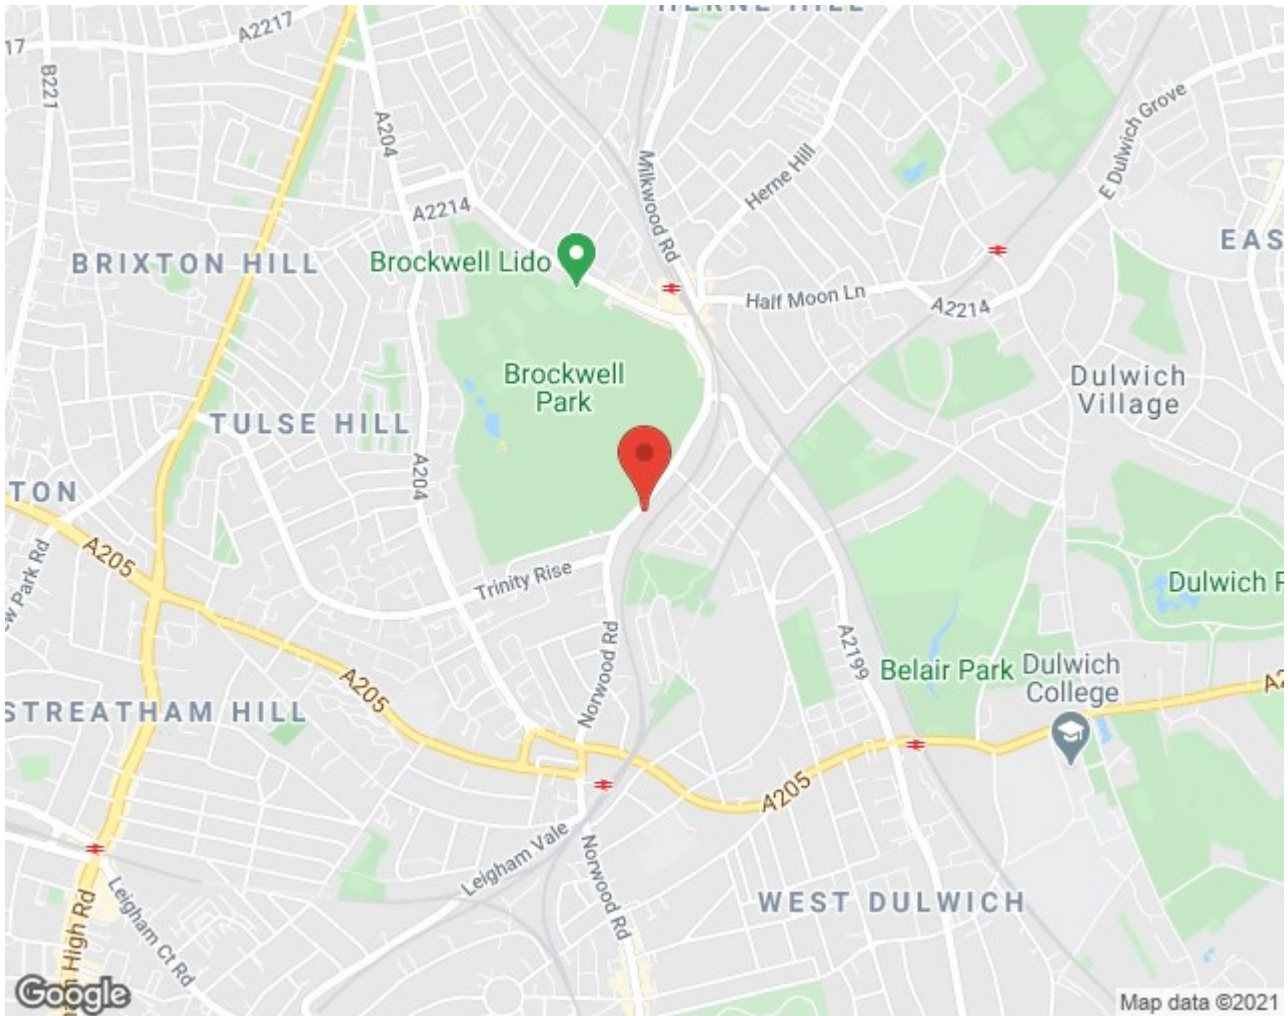 HERNE HILL
A2217
17
B221
A204
Milkwood Rd
Herne Hill
E Dulwich Grove
A2214
BRIXTON HILL
Brockwell Lido
EAS
Half Moon Ln
A2214
Brockwell
Park
Dulwich
Village
TULSE HILL
A204
TON
A205
w Park Rd
Trinity Rise
Dulwich P
Norwood Rd
A2199
Belair Park
Dulwich
College
A205
A2
STREATHAM HILL
A205
Leigham Vale
Norwood Rd
Leigham Ct Rd
WEST DULWICH
High Rd
Google
Map data ©2021